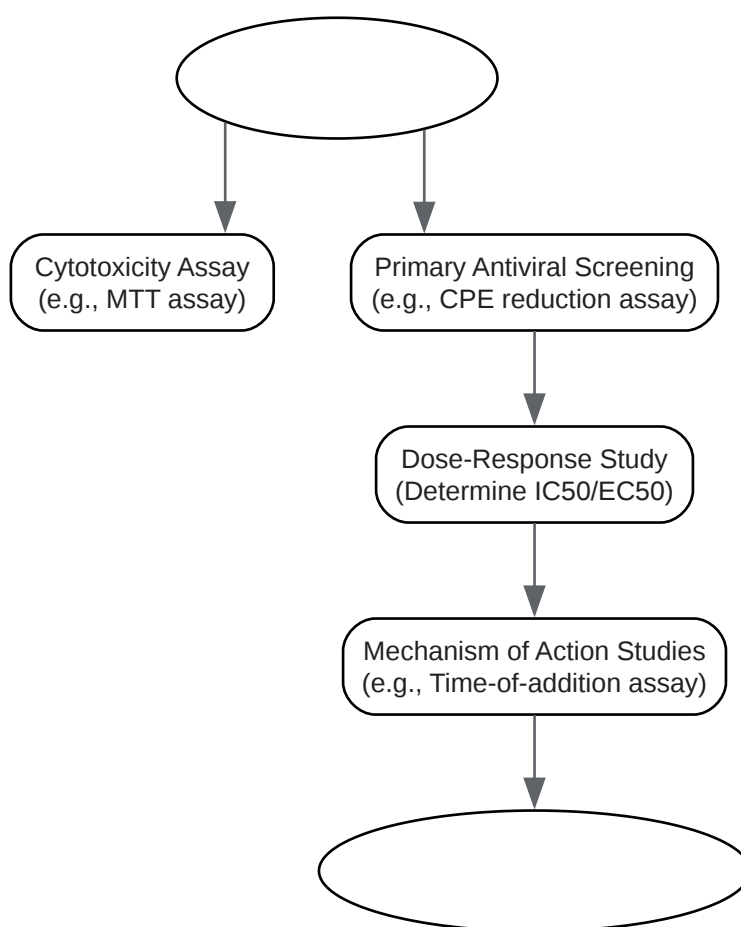 Cytotoxicity Assay
(e.g., MTT assay)
Primary Antiviral Screening
(e.g., CPE reduction assay)
Dose-Response Study
(Determine IC50/EC50)
Mechanism of Action Studies
(e.g., Time-of-addition assay)